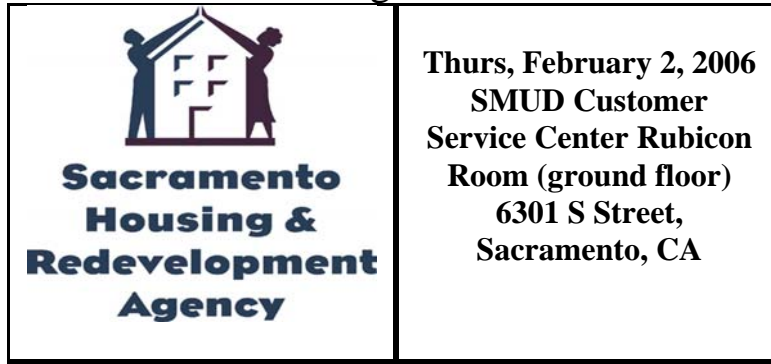 Sacramento
Housing &
Redevelopment
Agency
Thurs, February 2, 2006
SMUD Customer
Service Center Rubicon
Room (ground floor)
6301 S Street,
Sacramento, CA